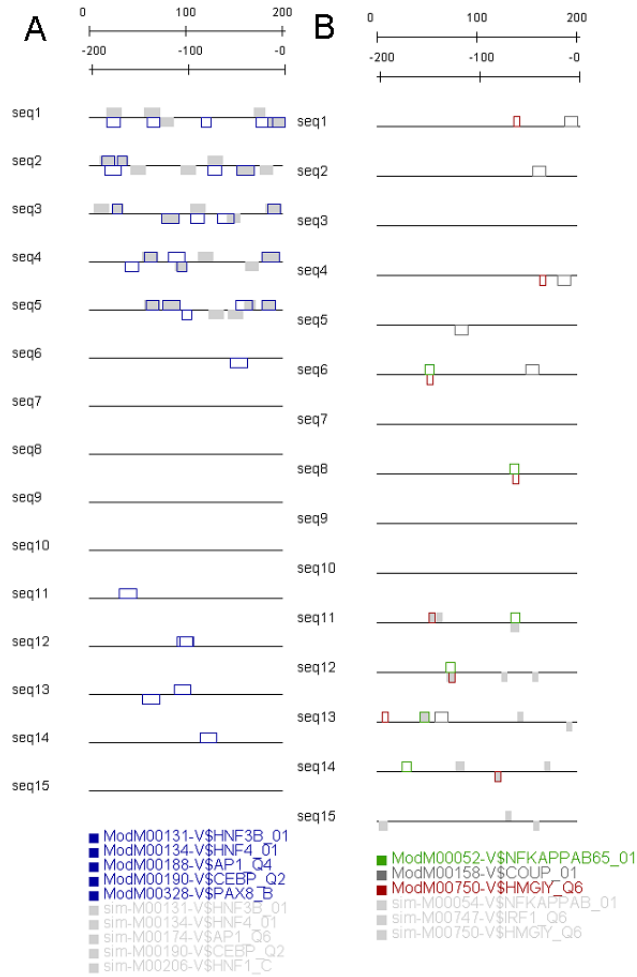 A
0 100 200
-200 -100 -0
seq1
seq2
seq3
seq4
seq5
seq6
seq7
seq8
seq9
seq10
seq11
seq12
seq13
seq14
seq15
ModM00131-V$HNF3B_01
ModM00134-V$HNF4_01
ModM00188-V$AP1_Q4
ModM00190-V$CEBP_Q2
ModM00328-V$PAX8_B
sim-M00131-V$HNF3B_01
sim-M00134-V$HNF4_01
sim-M00174-V$AP1_Q6
sim-M00190-V$CEBP_Q2
sim-M00206-V$HNF1_C
B
0 100 200
-200 -100 -0
seq1
seq2
seq3
seq4
seq5
seq6
seq7
seq8
seq9
seq10
seq11
seq12
seq13
seq14
seq15
ModM00052-V$NFKAPPAB65_01
ModM00158-V$COUP_01
ModM00750-V$HMGIY_Q6
sim-M00054-V$NFKAPPAB_01
sim-M00747-V$IRF1_Q6
sim-M00750-V$HMGIY_Q6